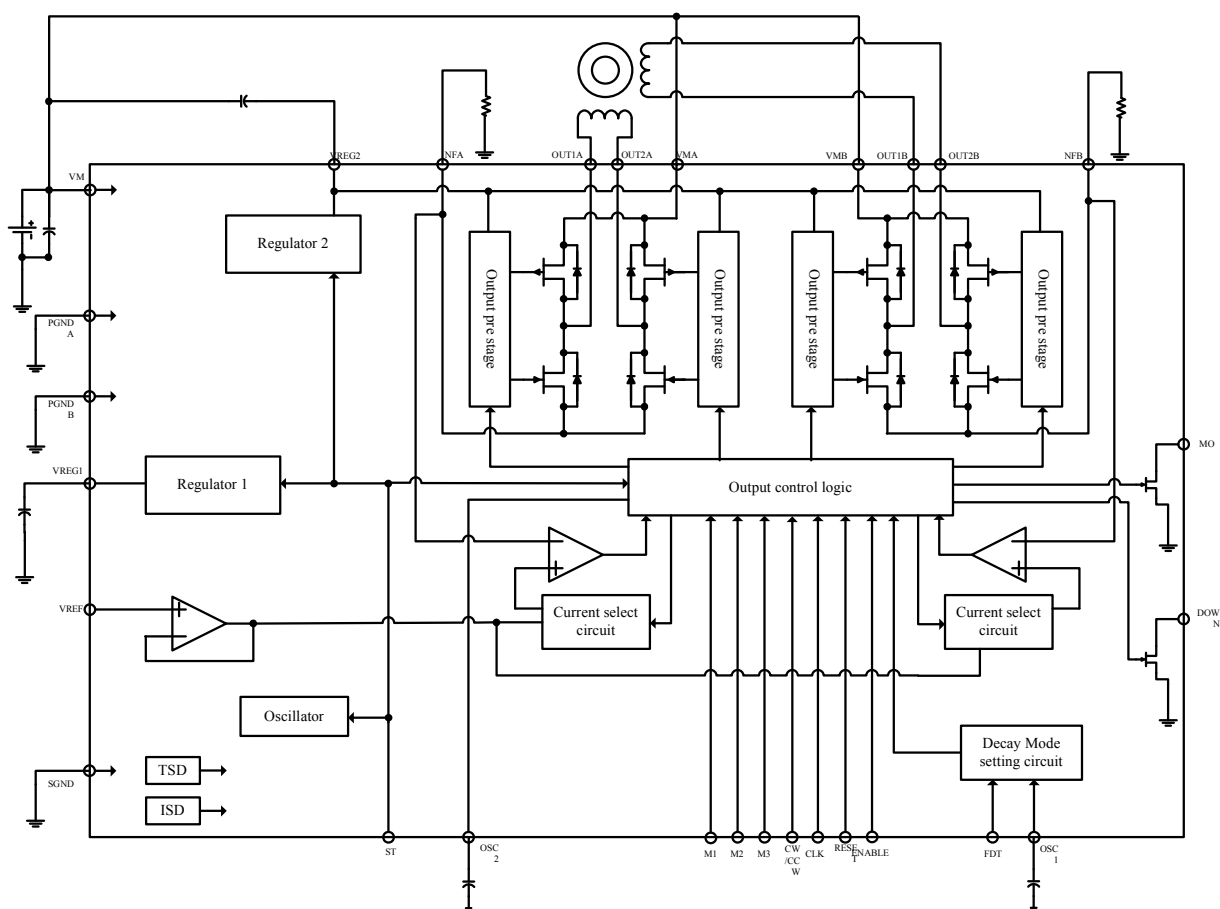 VREG2
NFA
OUT1A
OUT2A
VMA
VMB
OUT1B
OUT2B
NFB
VM
Regulator 2
Output pre stage
Output pre stage
Output pre stage
Output pre stage
PGND
A
PGND
B
VREG1
Regulator 1
Output control logic
MO
VREF
Current select
circuit
Current select
circuit
DOW
N
Oscillator
Decay Mode
setting circuit
SGND
TSD
ISD
ST
OSC
2
M1
M2
M3
CW
/CC
W
CLK
RESE
T
ENABLE
FDT
OSC
1